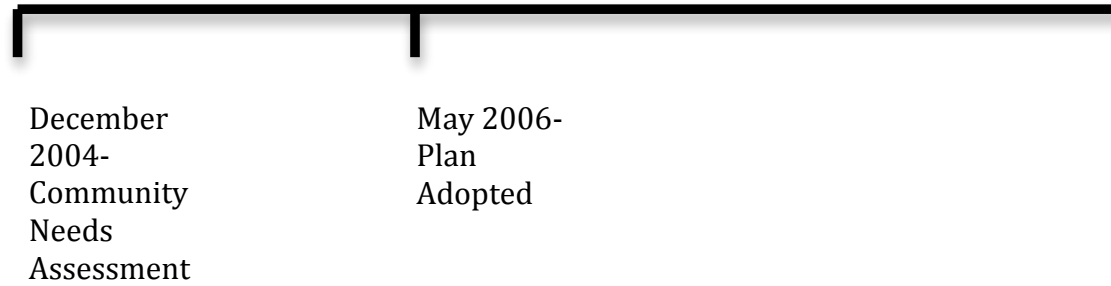 December
2004-
Community
Needs
Assessment
May 2006-
Plan
Adopted